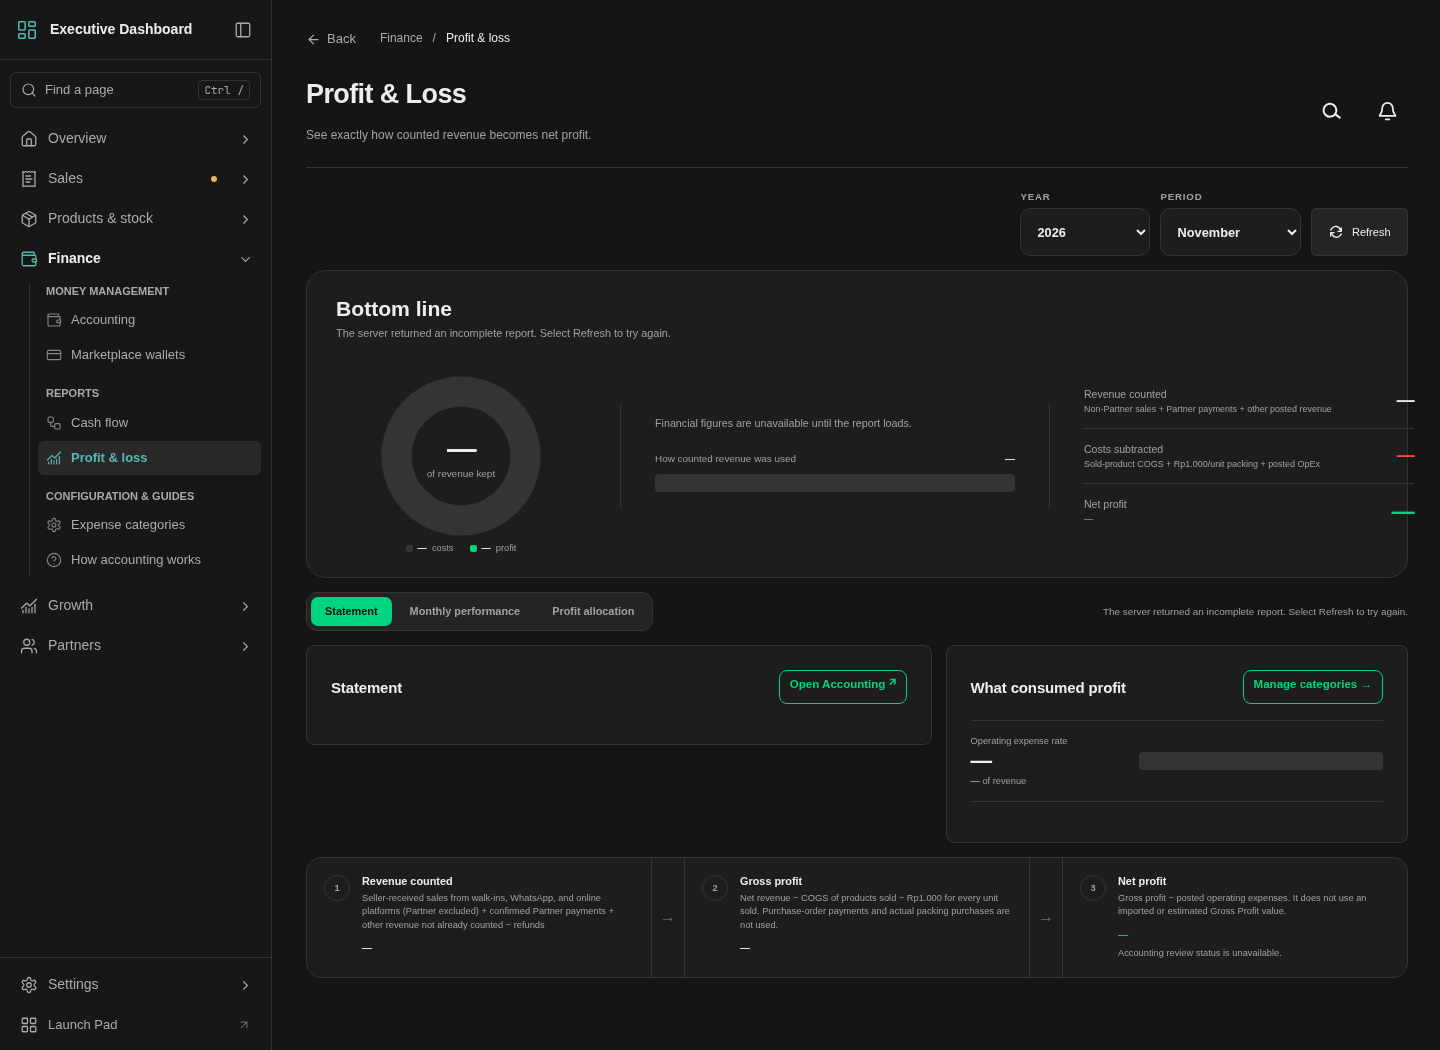 Executive Dashboard
Find a page
Ctrl /
Overview
Sales
Products & stock
Finance
MONEY MANAGEMENT
Accounting
Marketplace wallets
REPORTS
Cash flow
Profit & loss
CONFIGURATION & GUIDES
Expense categories
How accounting works
Growth
Partners
Settings
Launch Pad
← Back
Finance / Profit & loss
Profit & Loss
See exactly how counted revenue becomes net profit.
YEAR
2026
PERIOD
November
Refresh
Bottom line
The server returned an incomplete report. Select Refresh to try again.
—
of revenue kept
— costs
— profit
Financial figures are unavailable until the report loads.
How counted revenue was used —
Revenue counted —
Non-Partner sales + Partner payments + other posted revenue
Costs subtracted —
Sold-product COGS + Rp1.000/unit packing + posted OpEx
Net profit —
—
Statement
Monthly performance
Profit allocation
The server returned an incomplete report. Select Refresh to try again.
Statement
Open Accounting ↗
What consumed profit
Manage categories →
Operating expense rate
—
— of revenue
1
Revenue counted
Seller-received sales from walk-ins, WhatsApp, and online
platforms (Partner excluded) + confirmed Partner payments +
other revenue not already counted − refunds
—
→
2
Gross profit
Net revenue − COGS of products sold − Rp1.000 for every unit
sold. Purchase-order payments and actual packing purchases are
not used.
—
→
3
Net profit
Gross profit − posted operating expenses. It does not use an
imported or estimated Gross Profit value.
—
Accounting review status is unavailable.